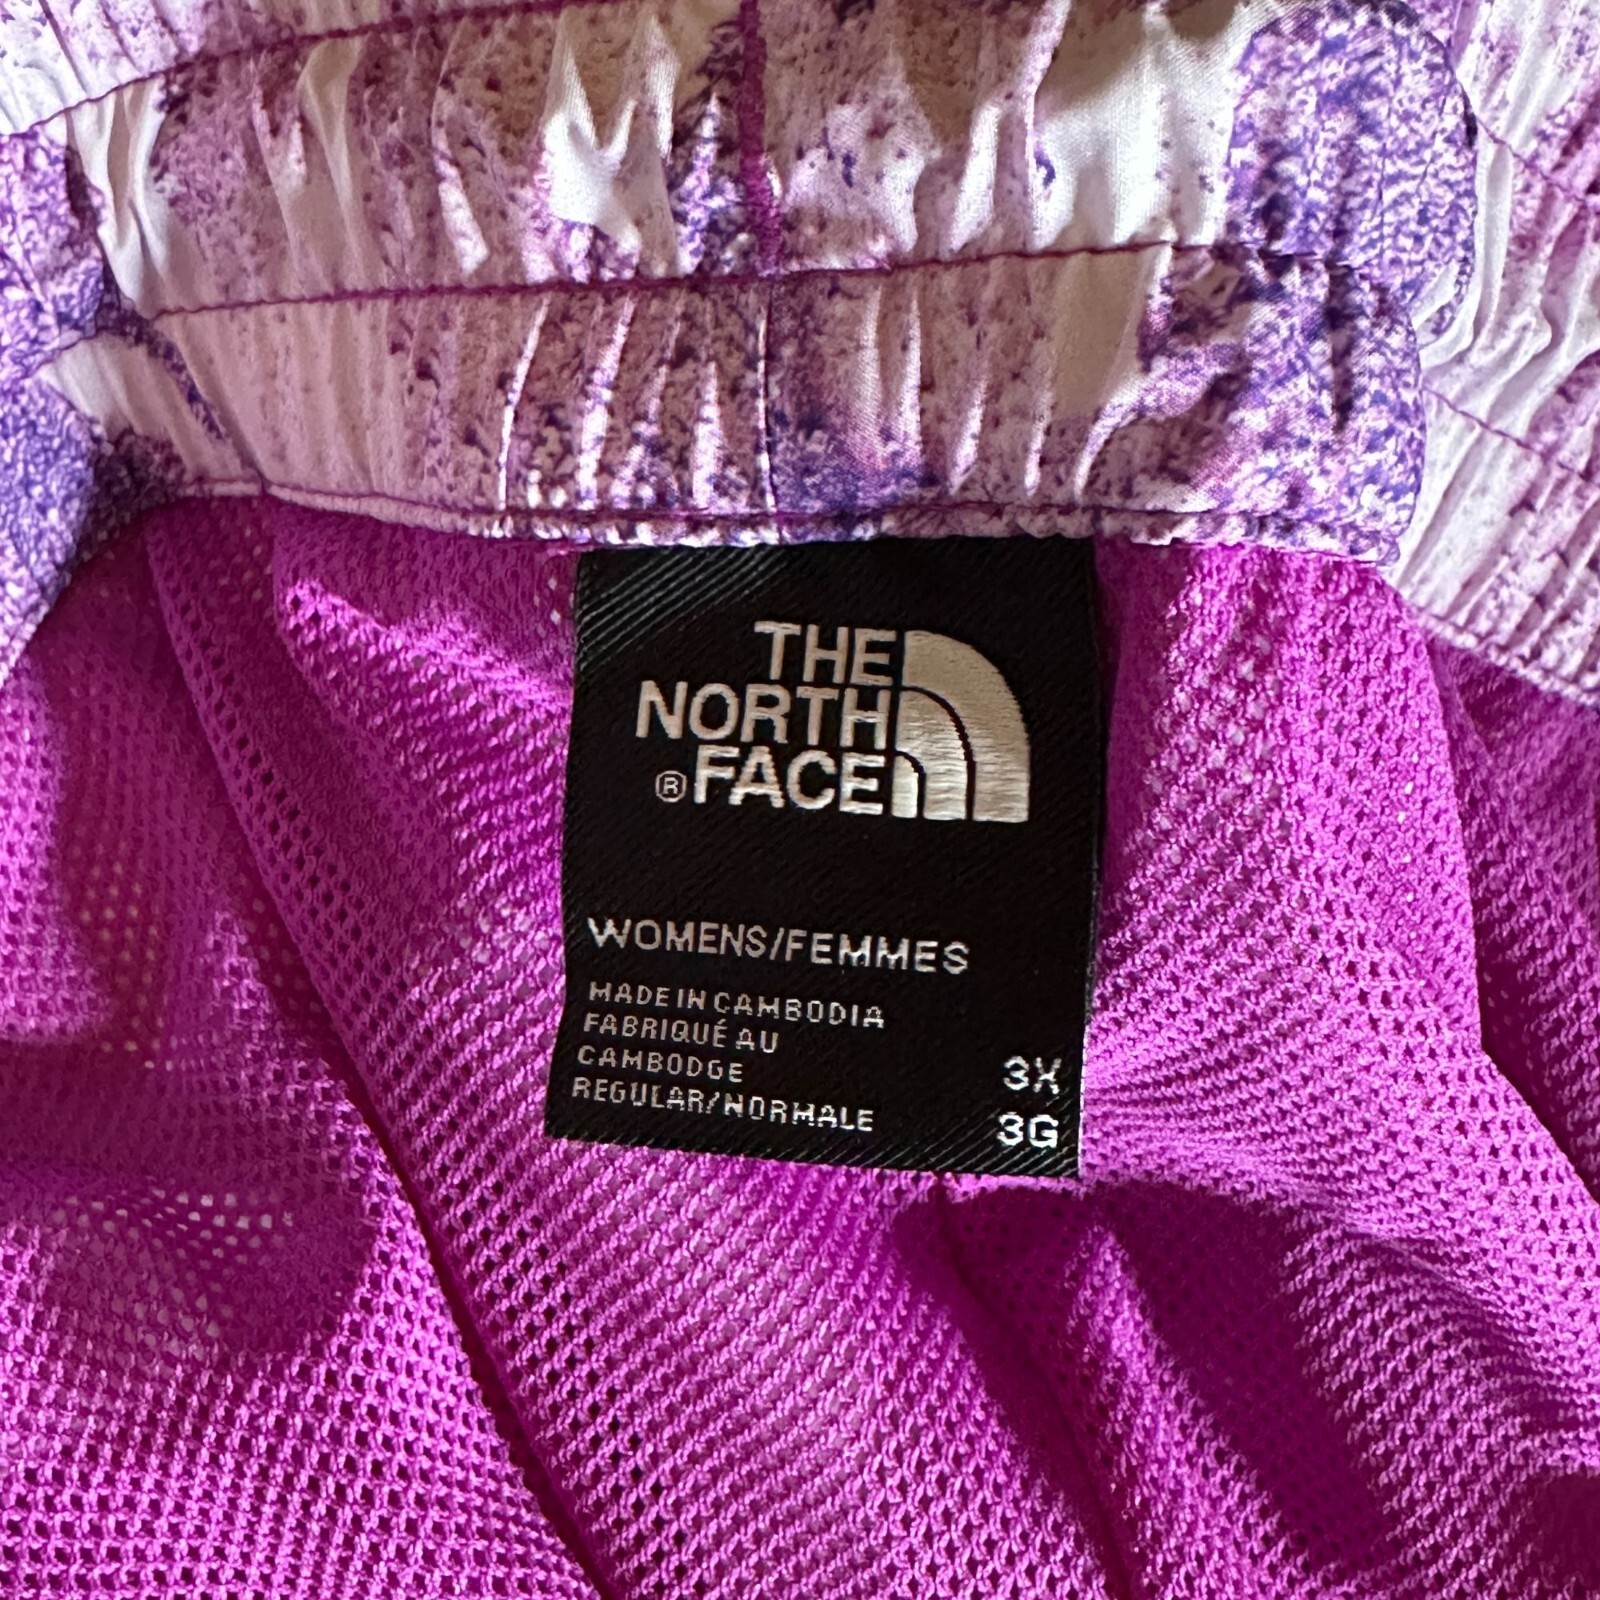 THE
NORTH
®FACE
WOMENS/FEMMES
MADE IN CAMBODIA
FABRIQUÉ AU
CAMBODGE
REGULAR/NORMALE
3X
3G